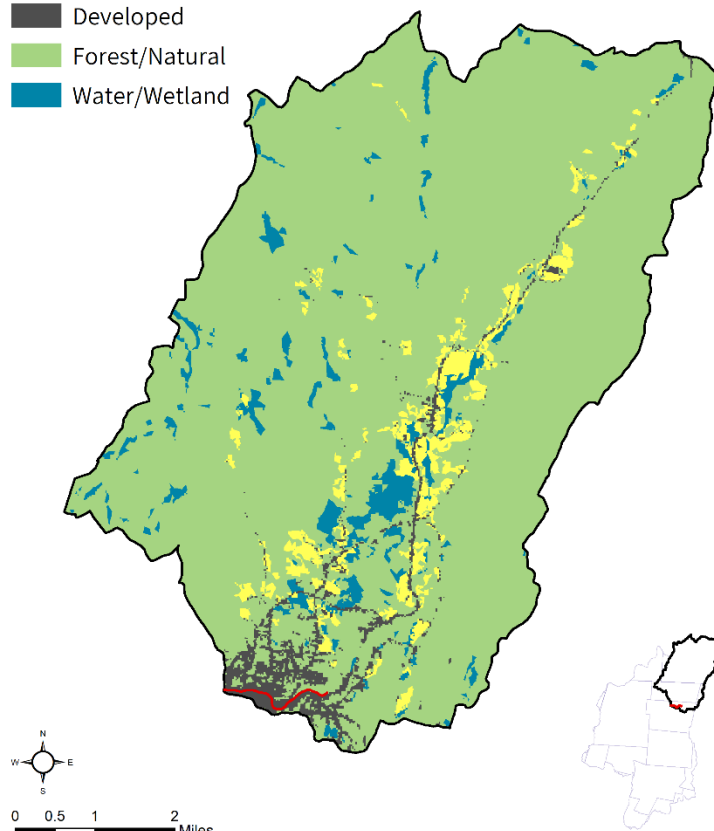 Developed
Forest/Natural
Water/Wetland
N
W E
S
0 0.5 1 2
Miles